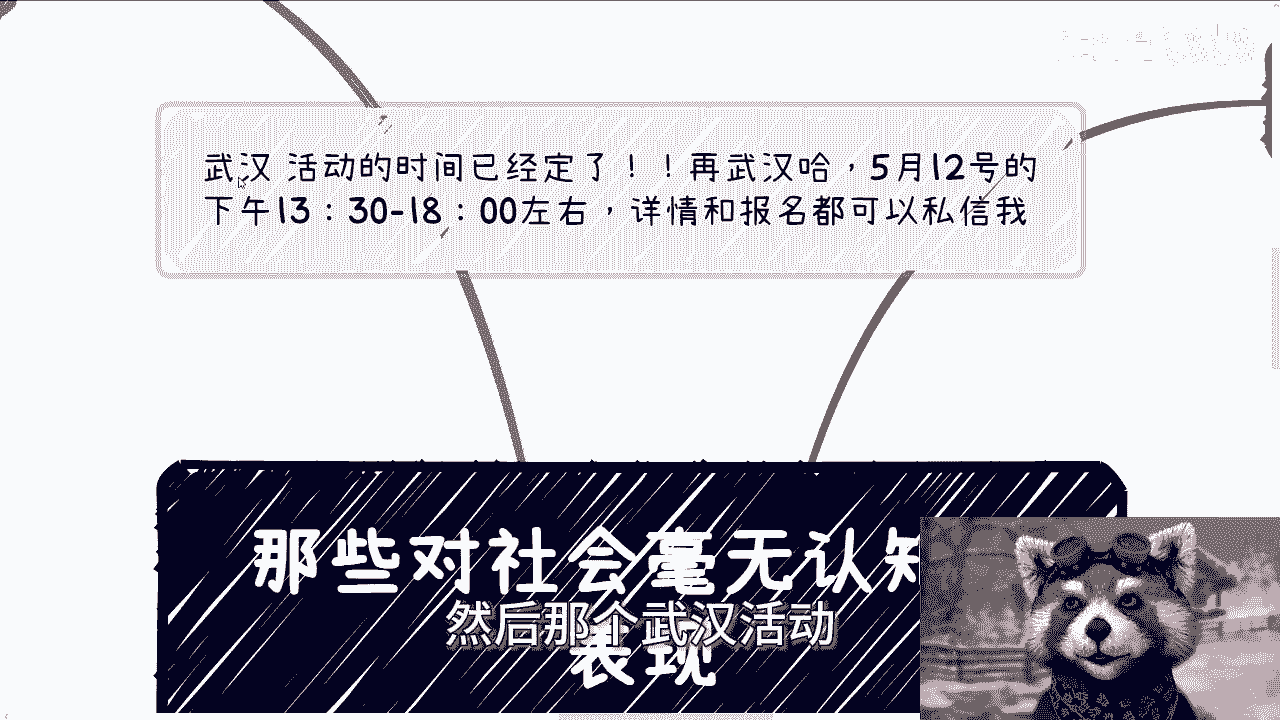 武汉 活动的时间已经定了！！再武汉哈，5月12号的
下午13：30-18：00左右，详情和报名都可以私信我
那些对社会毫无认知
表现
然后那个武汉活动